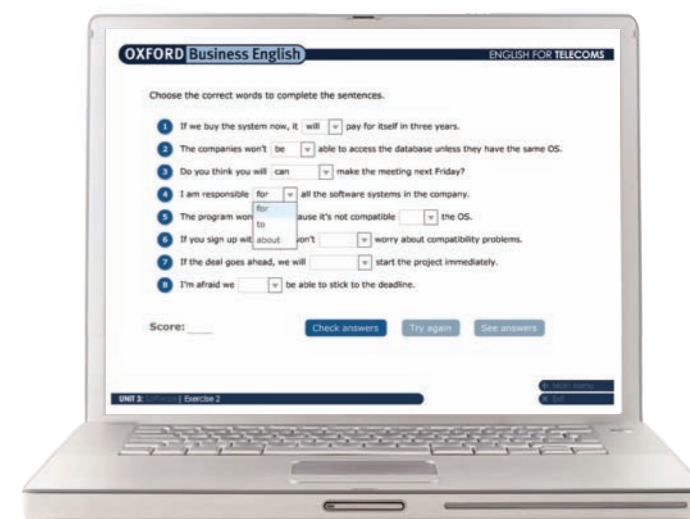 OXFORD Business English
ENGLISH FOR TELECOMS
Choose the correct words to complete the sentences.
1 If we buy the system now, it will pay for itself in three years.
2 The companies won't be able to access the database unless they have the same OS.
3 Do you think you will can make the meeting next Friday?
4 I am responsible for all the software systems in the company.
for
to
about
5 The program won ause it's not compatible the OS.
6 If you sign up wit on't worry about compatibility problems.
7 If the deal goes ahead, we will start the project immediately.
8 I'm afraid we be able to stick to the deadline.
Score:
Check answers Try again See answers
Main menu
UNIT 3: Software | Exercise 2
Exit